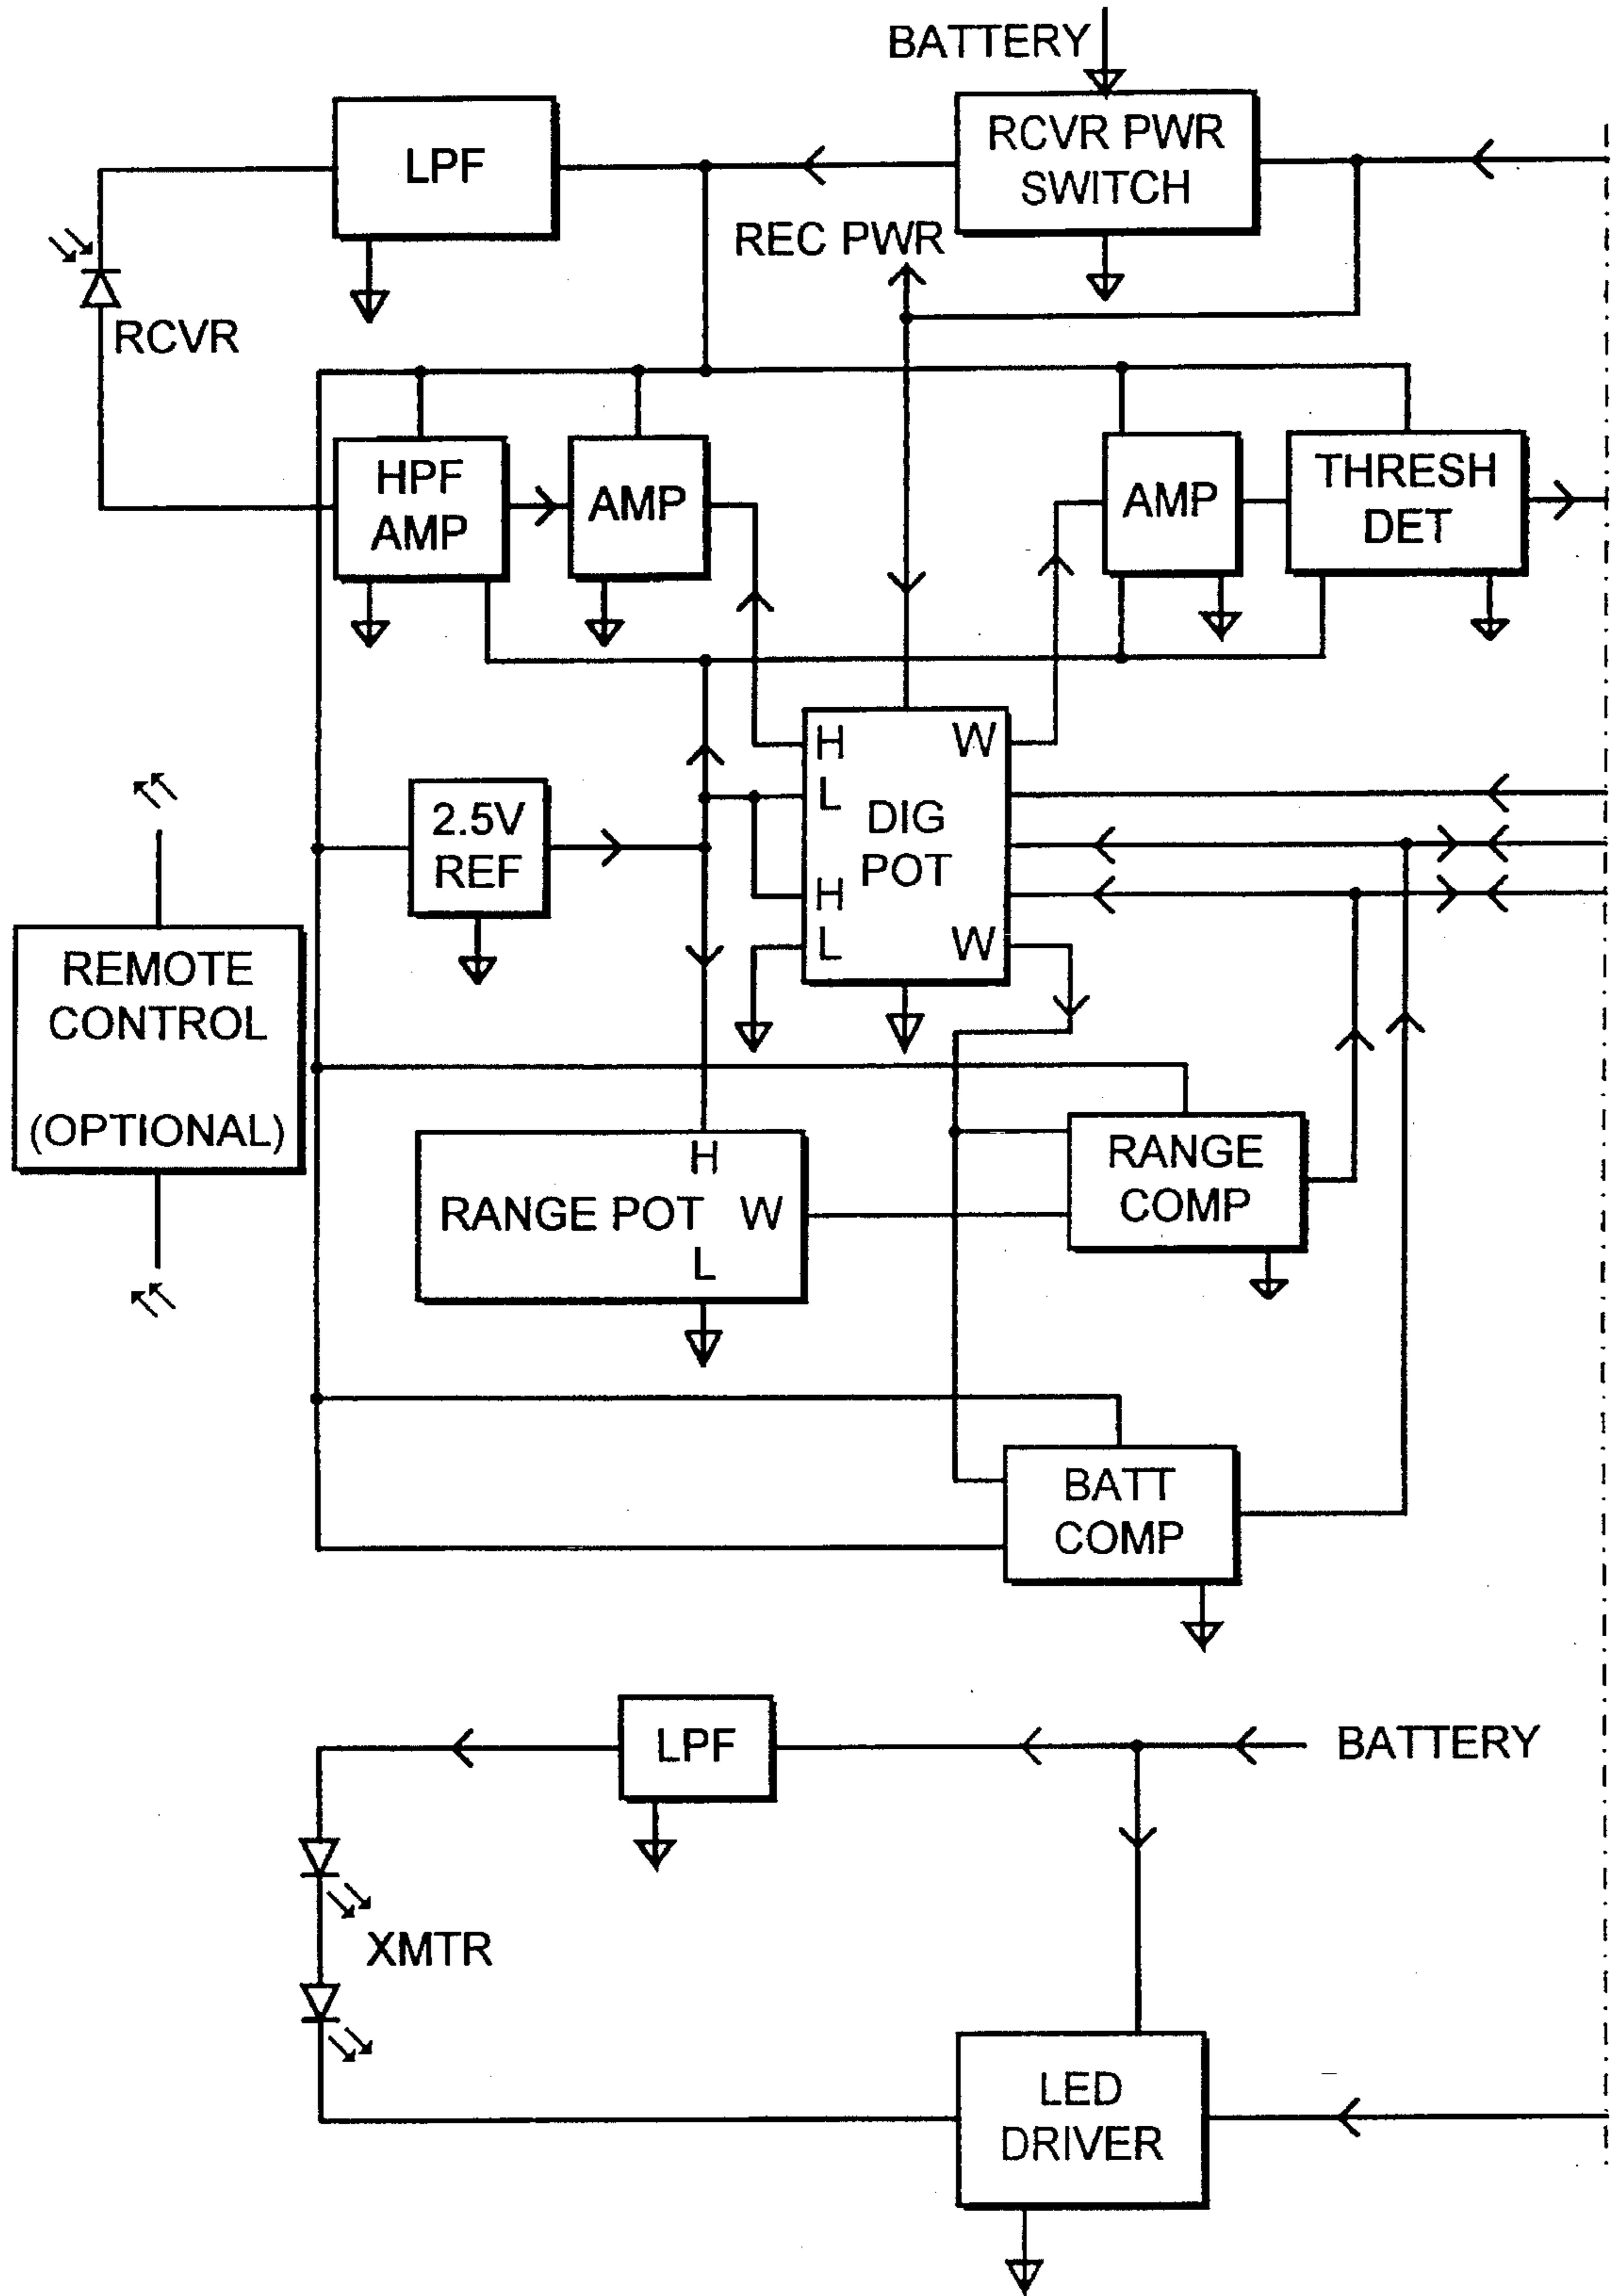 BATTERY
LPF
RCVR PWR
SWITCH
REC PWR
RCVR
HPF
AMP
AMP
AMP
THRESH
DET
H
W
L
DIG
POT
H
L
W
2.5V
REF
REMOTE
CONTROL
(OPTIONAL)
H
RANGE POT W
L
RANGE
COMP
BATT
COMP
LPF
BATTERY
XMTR
LED
DRIVER